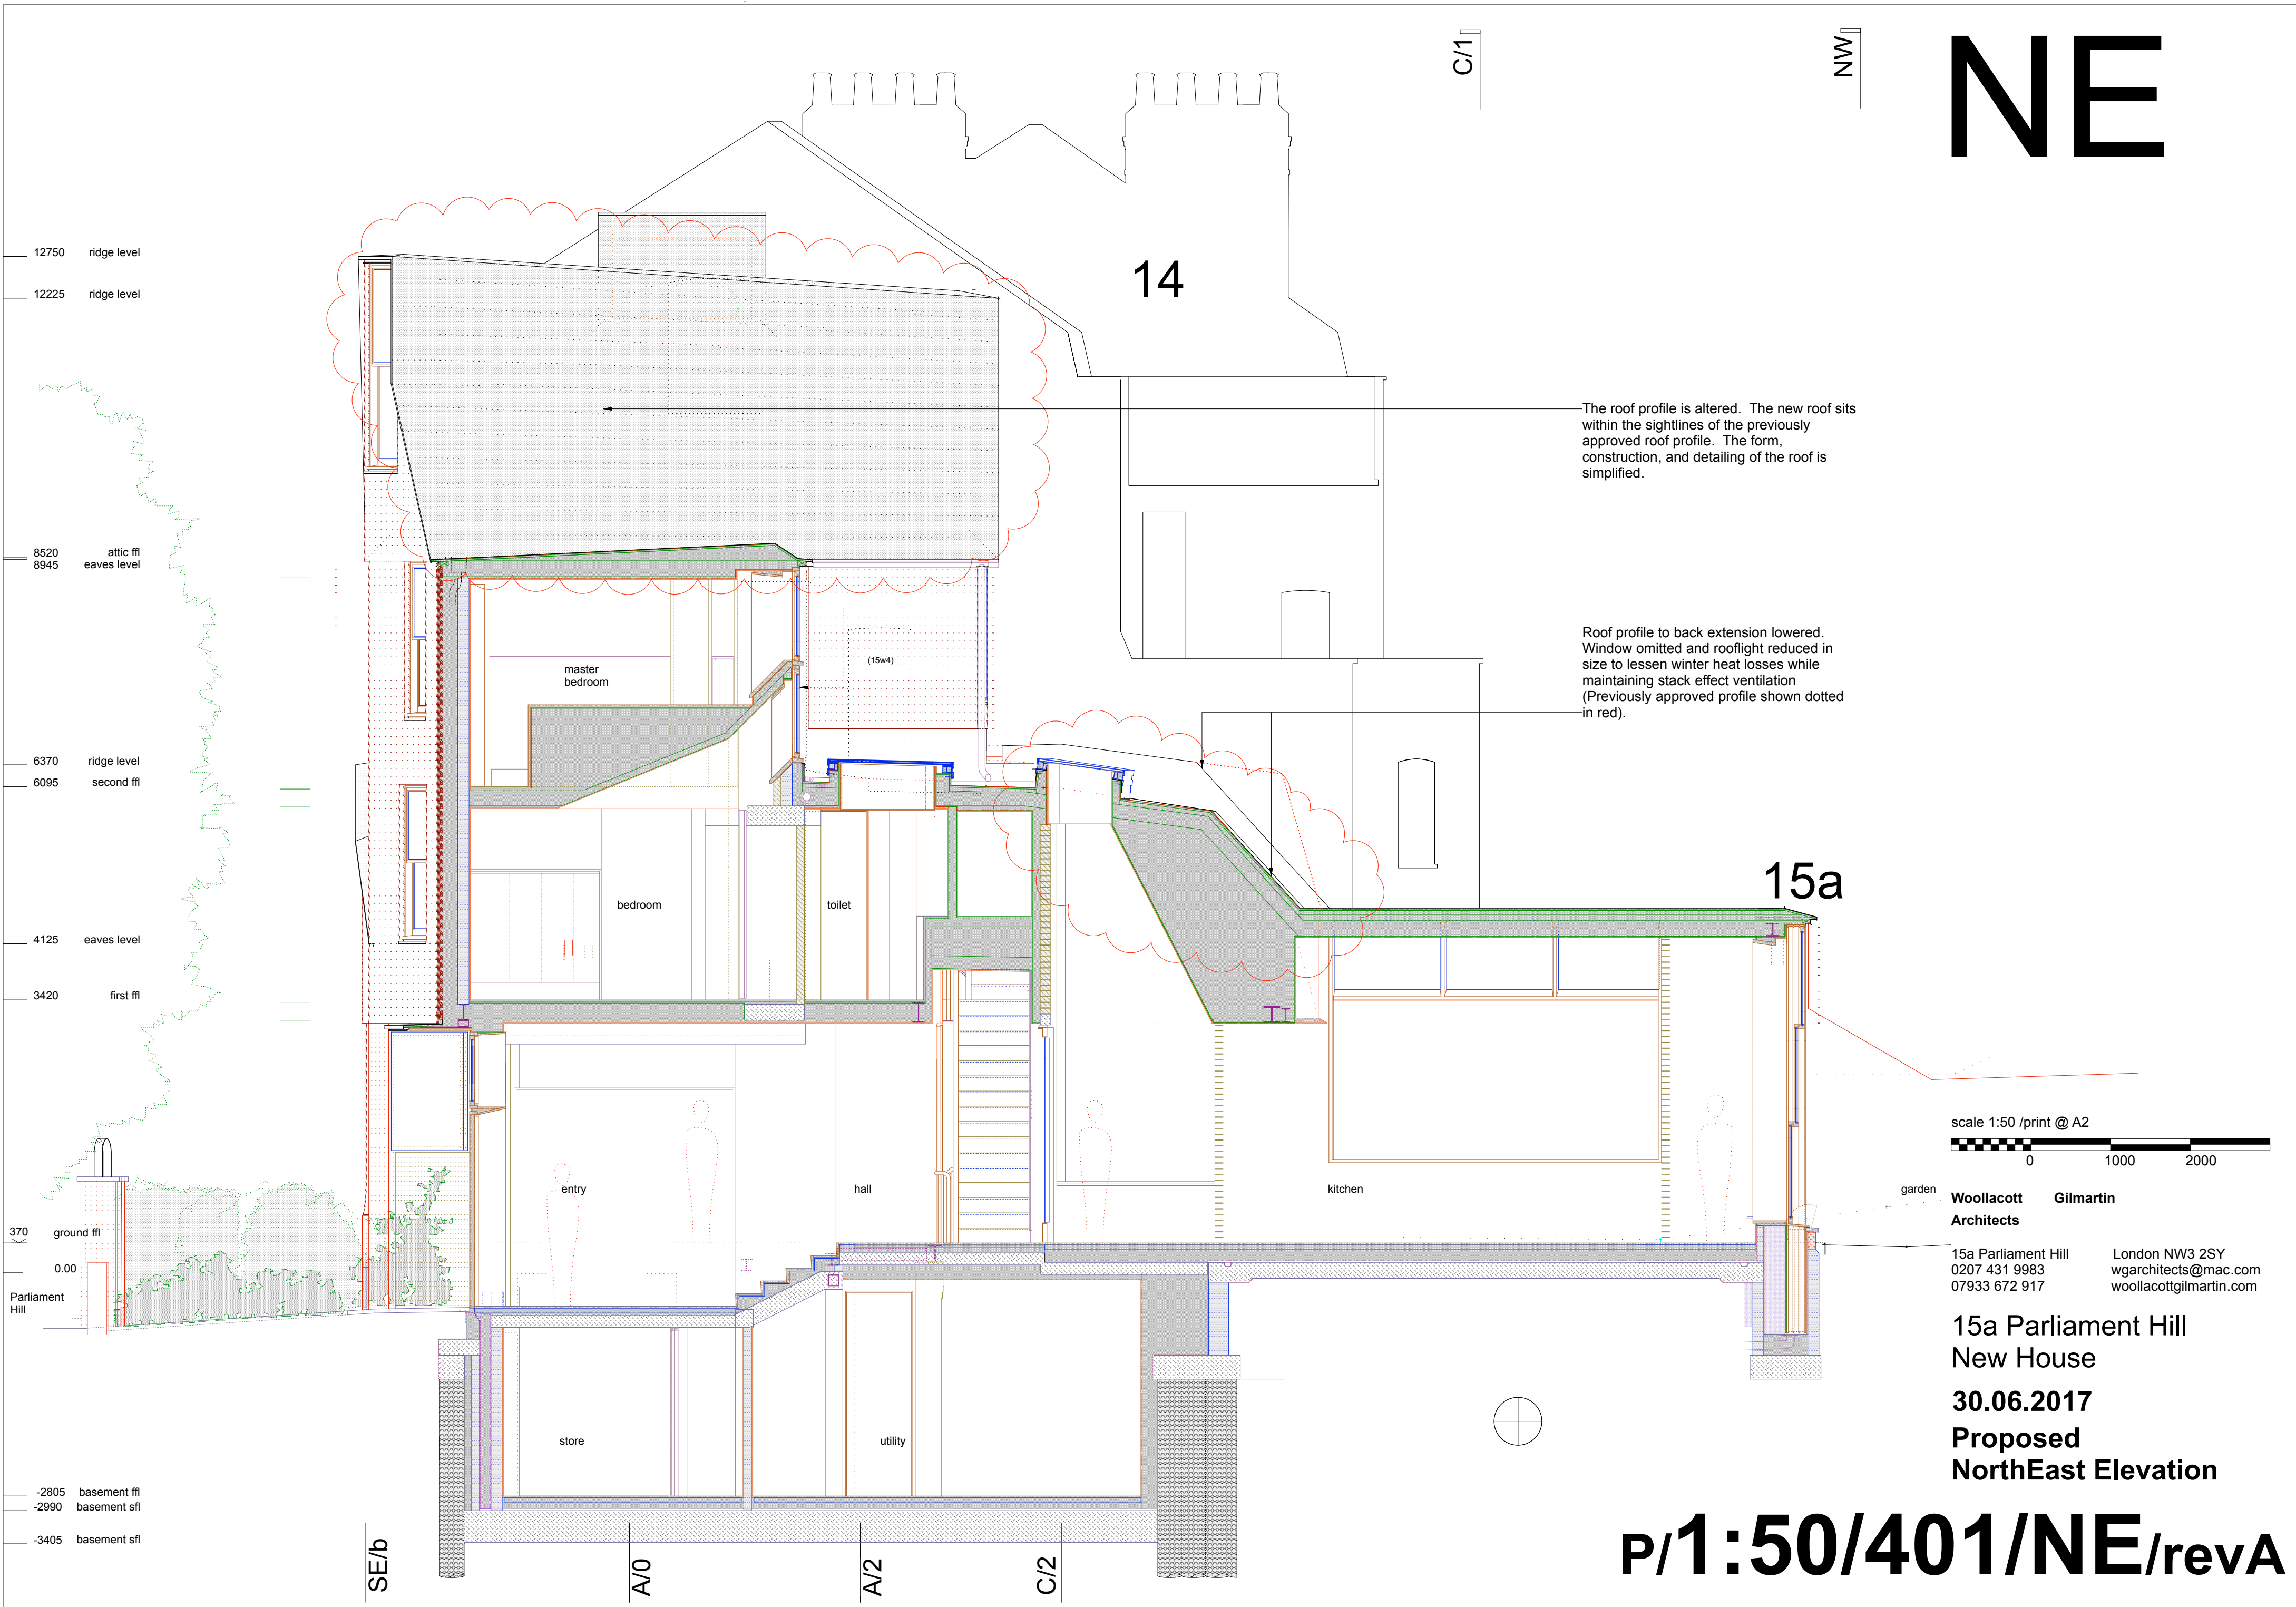 C/1
NW
NE
14
12750 ridge level
12225 ridge level
The roof profile is altered. The new roof sits
within the sightlines of the previously
approved roof profile. The form,
construction, and detailing of the roof is
simplified.
8520 attic ffl
8945 eaves level
Roof profile to back extension lowered.
Window omitted and rooflight reduced in
size to lessen winter heat losses while
maintaining stack effect ventilation
(Previously approved profile shown dotted
in red).
master
bedroom
(15w4)
6370 ridge level
6095 second ffl
15a
bedroom
toilet
4125 eaves level
3420 first ffl
scale 1:50 /print @ A2
0 1000 2000
entry
hall
kitchen
garden
Woollacott Gilmartin
Architects
370 ground ffl
0.00
Parliament
Hill
15a Parliament Hill London NW3 2SY
0207 431 9983 wgarchitects@mac.com
07933 672 917 woollacottgilmartin.com
15a Parliament Hill
New House
30.06.2017
Proposed
NorthEast Elevation
store
utility
-2805 basement ffl
-2990 basement sfl
-3405 basement sfl
P/1:50/401/NE/revA
SE/b
A/0
A/2
C/2